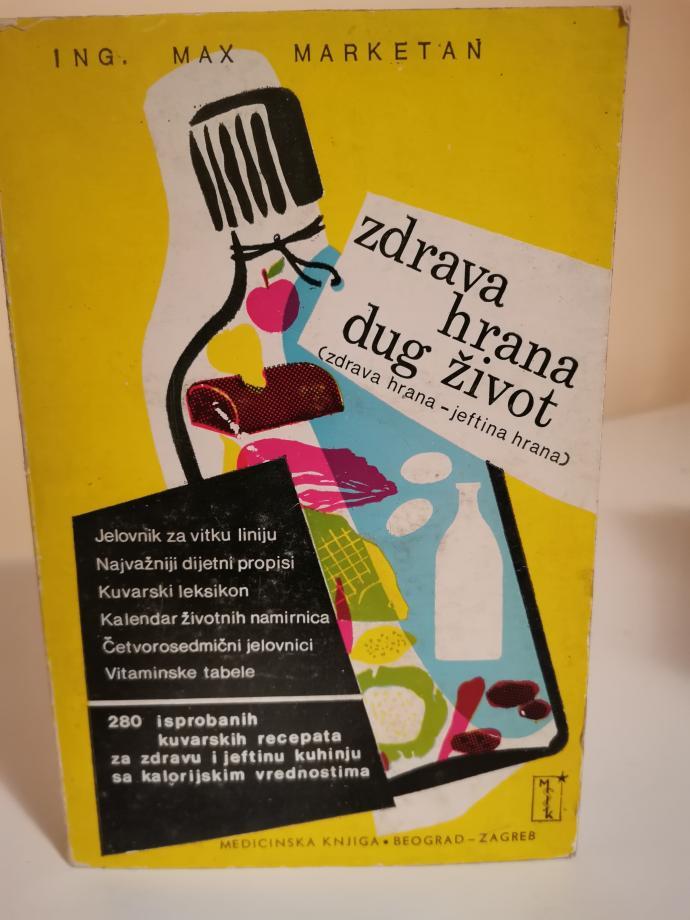 ING. MAX MARKETAN
zdrava
hrana
dug život
(zdrava hrana - jeftina hrana)
Jelovnik za vitku liniju
Najvažniji dijetni propisi
Kuvarski leksikon
Kalendar životnih namirnica
Četvorosedmični jelovnici
Vitaminske tabele
280 isprobanih
kuvarskih recepata
za zdravu i jeftinu kuhinju
sa kalorijskim vrednostima
MEDICINSKA KNJIGA • BEOGRAD – ZAGREB